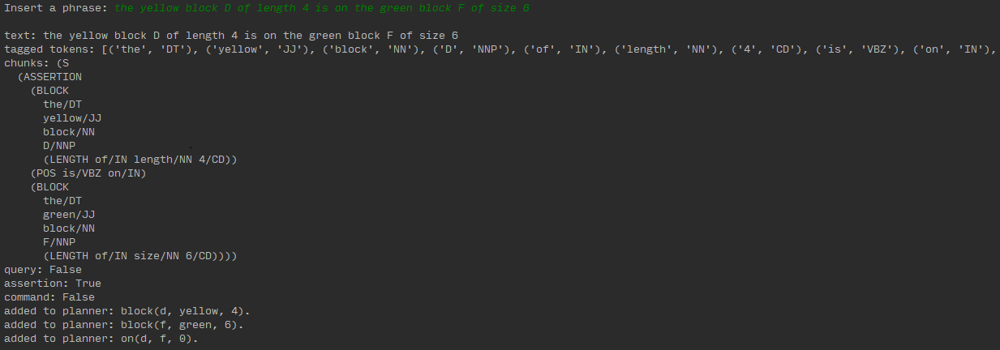 Insert a phrase: the yellow block D of length 4 is on the green block F of size 6
text: the yellow block D of length 4 is on the green block F of size 6
tagged tokens: [('the', 'DT'), ('yellow', 'JJ'), ('block', 'NN'), ('D', 'NNP'), ('of', 'IN'), ('length', 'NN'), ('4', 'CD'), ('is', 'VBZ'), ('on', 'IN'),
chunks: (S
  (ASSERTION
    (BLOCK
      the/DT
      yellow/JJ
      block/NN
      D/NNP
      (LENGTH of/IN length/NN 4/CD))
    (POS is/VBZ on/IN)
    (BLOCK
      the/DT
      green/JJ
      block/NN
      F/NNP
      (LENGTH of/IN size/NN 6/CD))))
query: False
assertion: True
command: False
added to planner: block(d, yellow, 4).
added to planner: block(f, green, 6).
added to planner: on(d, f, 0).